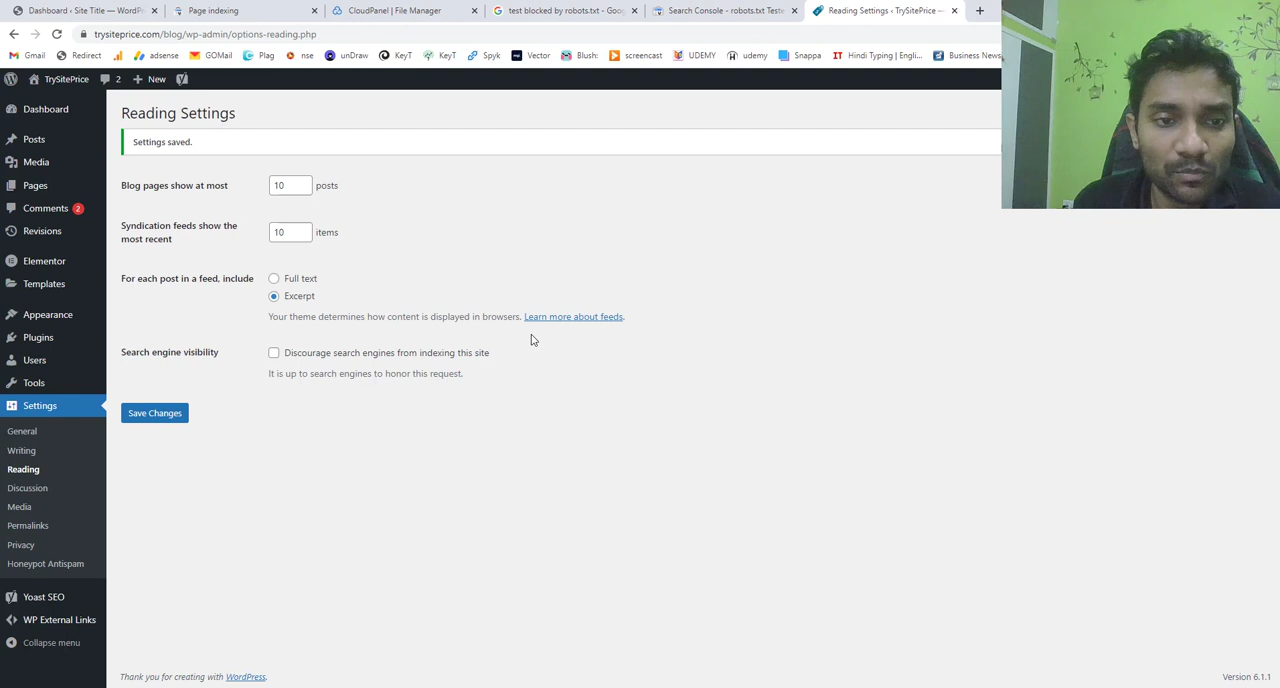 Dashboard ‹ Site Title — WordPr
Page indexing
CloudPanel | File Manager
test blocked by robots.txt - Goo
Search Console - robots.txt Teste
Reading Settings ‹ TrySitePrice —
trysiteprice.com/blog/wp-admin/options-reading.php
Gmail
Redirect
adsense
GOMail
Plag
nse
unDraw
KeyT
KeyT
Spyk
Vector
Blush:
screencast
UDEMY
udemy
Snappa
Hindi Typing | Engli...
Business News
TrySitePrice
2
New
Dashboard
Posts
Media
Pages
Comments 2
Revisions
Elementor
Templates
Appearance
Plugins
Users
Tools
Settings
General
Writing
Reading
Discussion
Media
Permalinks
Privacy
Honeypot Antispam
Yoast SEO
WP External Links
Collapse menu
Reading Settings
Settings saved.
Blog pages show at most 10 posts
Syndication feeds show the
most recent
10 items
For each post in a feed, include
Full text
Excerpt
Your theme determines how content is displayed in browsers. Learn more about feeds.
Search engine visibility
Discourage search engines from indexing this site
It is up to search engines to honor this request.
Save Changes
Thank you for creating with WordPress.
Version 6.1.1